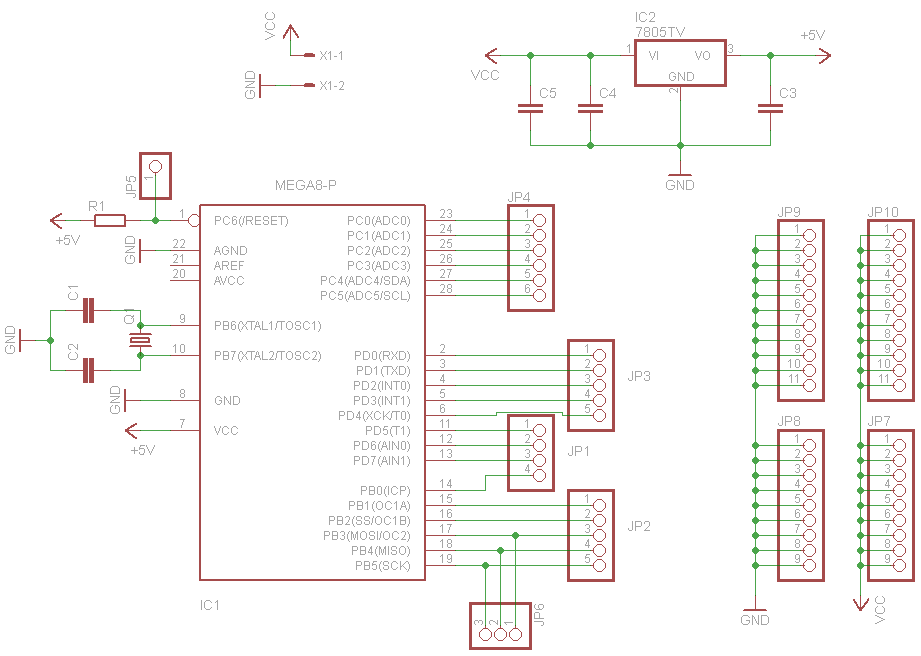 VCC
X1-1
GND
X1-2
IC2
7805TV
1
VI
VO
3
GND
2
VCC
+5V
C5
C4
C3
GND
MEGA8-P
JP5
1
R1
+5V
1
PC6(/RESET)
GND
22
AGND
21
AREF
20
AVCC
C1
C2
Q1
GND
9
PB6(XTAL1/TOSC1)
10
PB7(XTAL2/TOSC2)
GND
8
GND
7
VCC
+5V
PC0(ADC0)
23
PC1(ADC1)
24
PC2(ADC2)
25
PC3(ADC3)
26
PC4(ADC4/SDA)
27
PC5(ADC5/SCL)
28
PD0(RXD)
2
PD1(TXD)
3
PD2(INT0)
4
PD3(INT1)
5
PD4(XCK/T0)
6
PD5(T1)
11
PD6(AIN0)
12
PD7(AIN1)
13
PB0(ICP)
14
PB1(OC1A)
15
PB2(SS/OC1B)
16
PB3(MOSI/OC2)
17
PB4(MISO)
18
PB5(SCK)
19
IC1
JP4
1
2
3
4
5
6
JP3
1
2
3
4
5
JP1
1
2
3
4
JP2
1
2
3
4
5
JP6
3
2
1
JP9
1
2
3
4
5
6
7
8
9
10
11
JP10
1
2
3
4
5
6
7
8
9
10
11
JP8
1
2
3
4
5
6
7
8
9
GND
JP7
1
2
3
4
5
6
7
8
9
VCC